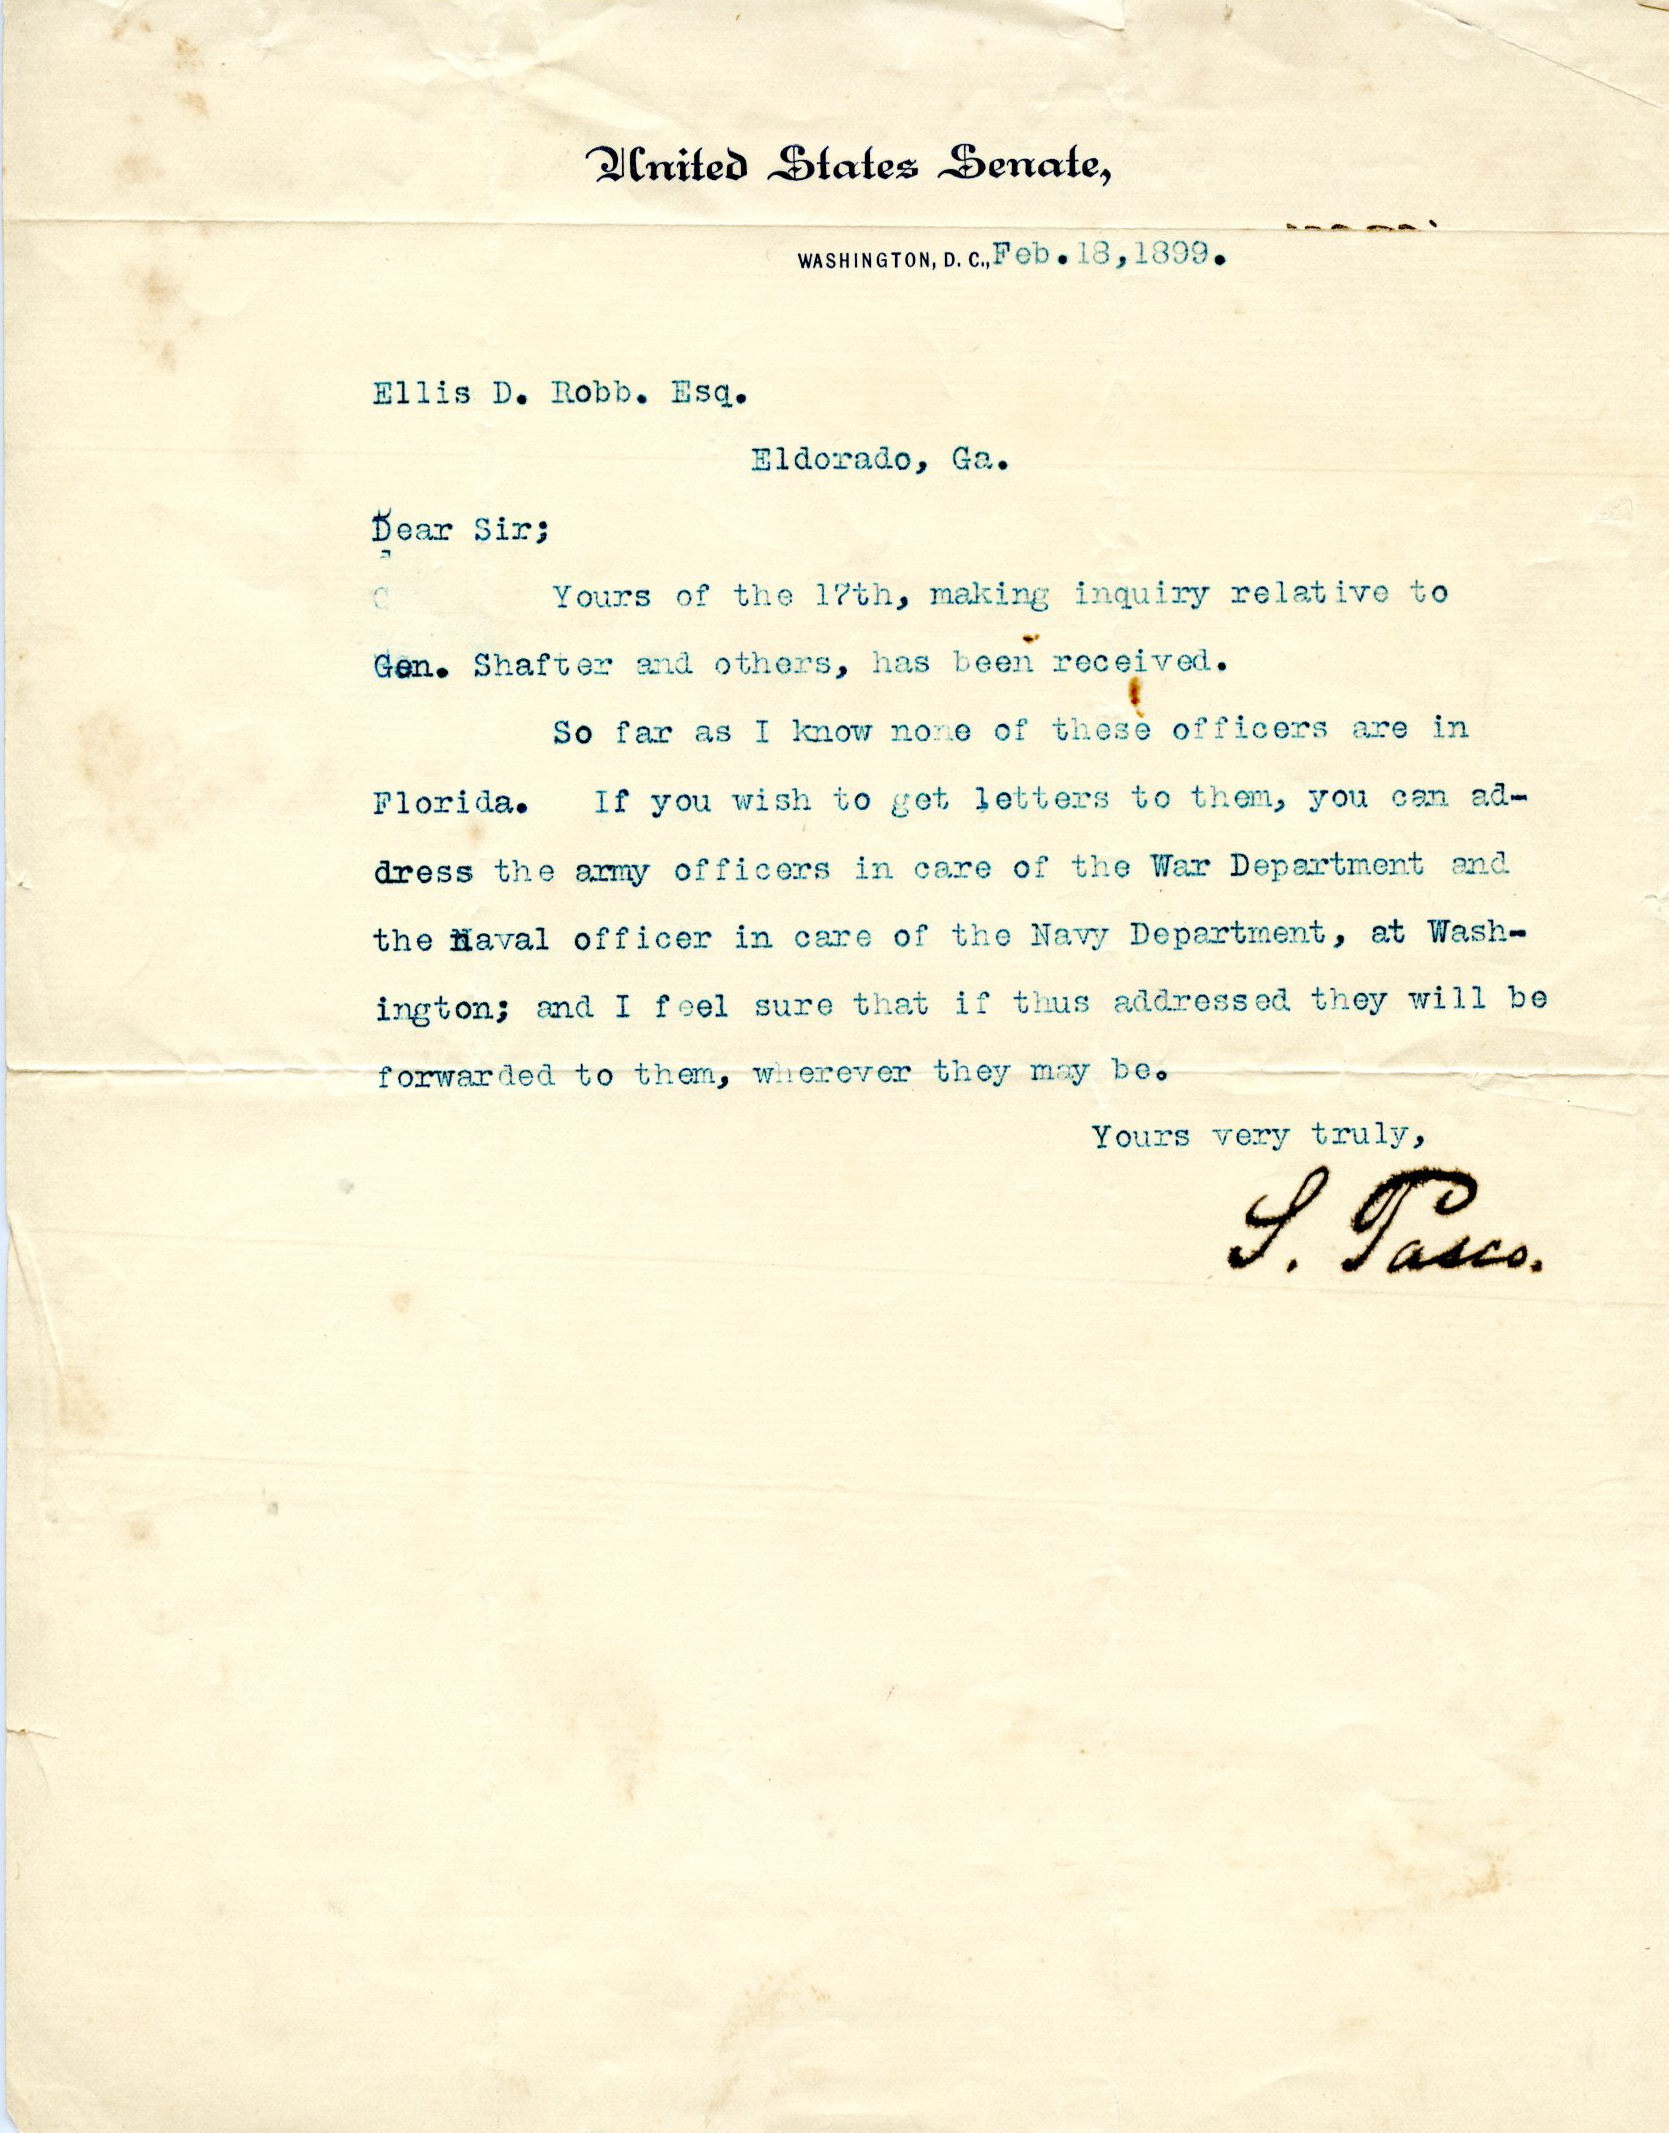 United States Senate,
WASHINGTON, D. C., Feb. 18, 1899.
Ellis D. Robb. Esq.
Eldorado, Ga.
Dear Sir;
Yours of the 17th, making inquiry relative to
Gen. Shafter and others, has been received.
So far as I know none of these officers are in
Florida. If you wish to get letters to them, you can ad-
dress the army officers in care of the War Department and
the Naval officer in care of the Navy Department, at Wash-
ington; and I feel sure that if thus addressed they will be
forwarded to them, wherever they may be.
Yours very truly,
S. Pasco.